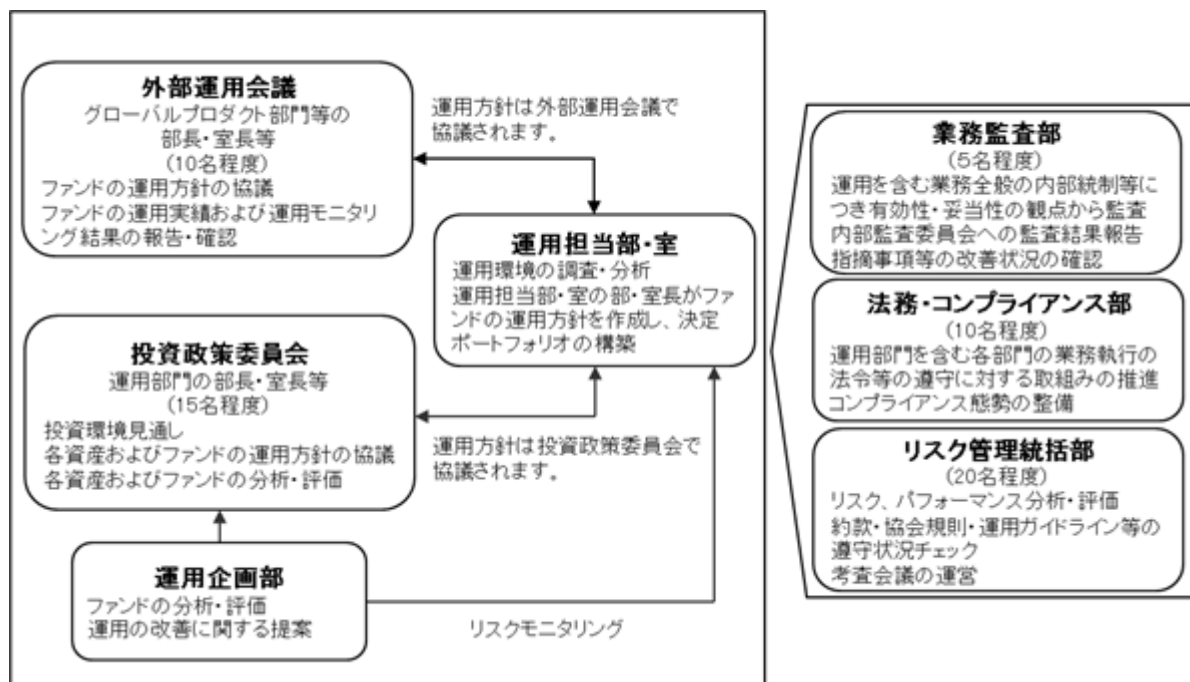 外部運用会議
グローバルプロダクト部門等の
部長・室長等
(10名程度)
ファンドの運用方針の協議
ファンドの運用実績および運用モニタリ
ング結果の報告・確認
運用方針は外部運用会議で
協議されます。
運用担当部・室
運用環境の調査・分析
運用担当部・室の部・室長がファ
ンドの運用方針を作成し、決定
ポートフォリオの構築
投資政策委員会
運用部門の部長・室長等
(15名程度)
投資環境見通し
各資産およびファンドの運用方針の協議
各資産およびファンドの分析・評価
運用方針は投資政策委員会で
協議されます。
運用企画部
ファンドの分析・評価
運用の改善に関する提案
リスクモニタリング
業務監査部
(5名程度)
運用を含む業務全般の内部統制等に
つき有効性・妥当性の観点から監査
内部監査委員会への監査結果報告
指摘事項等の改善状況の確認
法務・コンプライアンス部
(10名程度)
運用部門を含む各部門の業務執行の
法令等の遵守に対する取組みの推進
コンプライアンス態勢の整備
リスク管理統括部
(20名程度)
リスク、パフォーマンス分析・評価
約款・協会規則・運用ガイドライン等の
遵守状況チェック
考査会議の運営